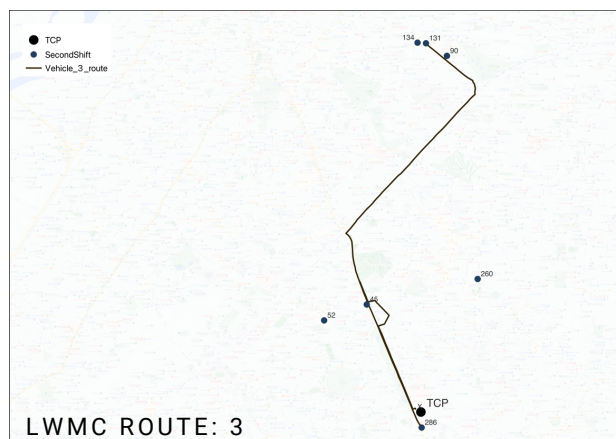 TCP
SecondShift
Vehicle_3_route
134
131
90
260
45
52
TCP
286
LWMC ROUTE: 3